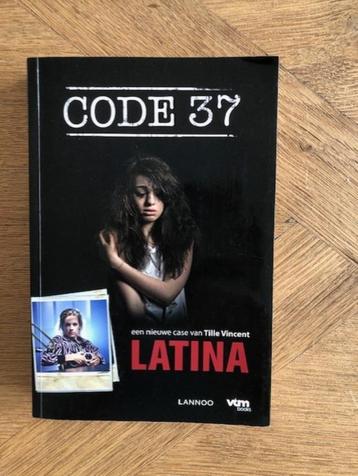 CODE 37
een nieuwe case van Tille Vincent
LATINA
LANNOO
vtm
books